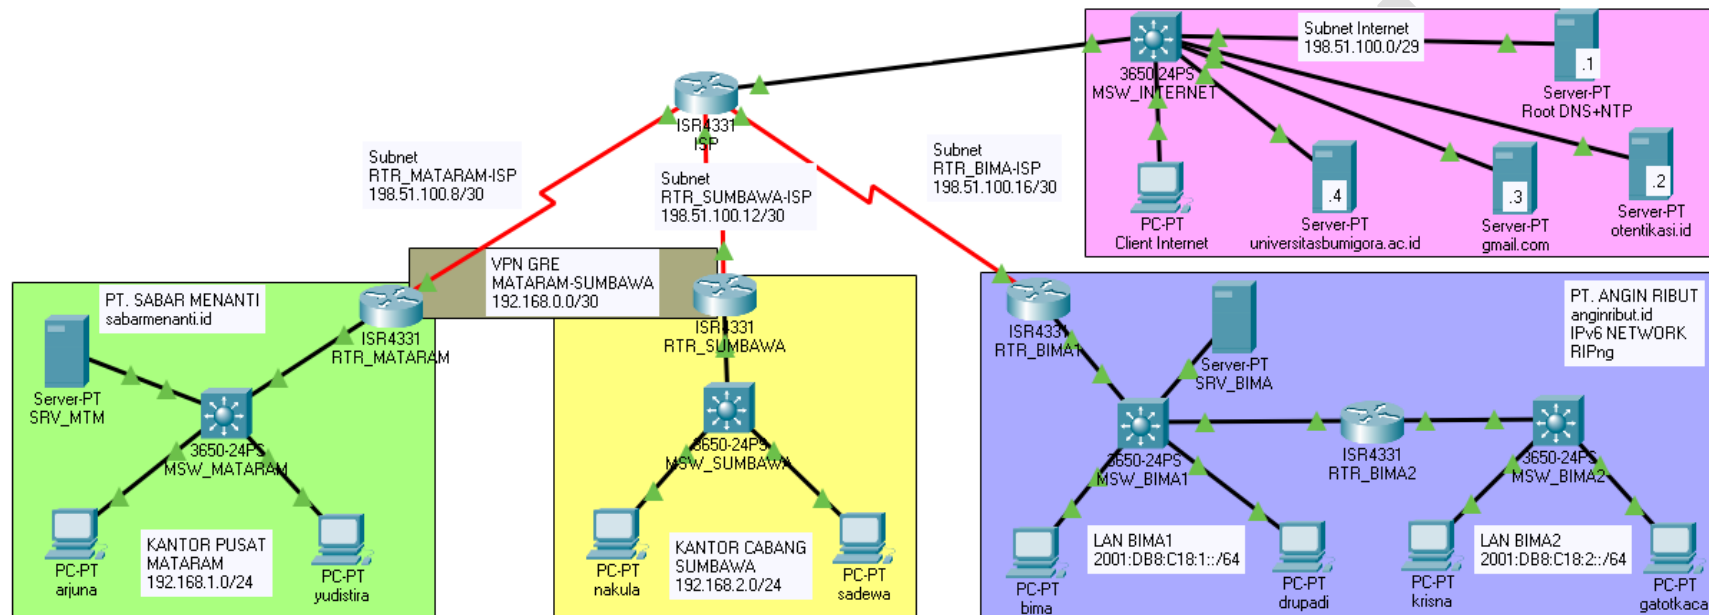 Subnet Internet
198.51.100.0/29
.1
Server-PT
Root DNS+NTP
3650-24PS
MSW_INTERNET
ISR4331
ISP
.2
Server-PT
otentikasi.id
.3
Server-PT
gmail.com
.4
Server-PT
universitasbumigora.ac.id
PC-PT
Client Internet
Subnet
RTR_MATARAM-ISP
198.51.100.8/30
Subnet
RTR_SUMBAWA-ISP
198.51.100.12/30
Subnet
RTR_BIMA-ISP
198.51.100.16/30
VPN GRE
MATARAM-SUMBAWA
192.168.0.0/30
PT. SABAR MENANTI
sabarmenanti.id
ISR4331
RTR_MATARAM
Server-PT
SRV_MTM
3650-24PS
MSW_MATARAM
PC-PT
arjuna
KANTOR PUSAT
MATARAM
192.168.1.0/24
PC-PT
yudistira
ISR4331
RTR_SUMBAWA
3650-24PS
MSW_SUMBAWA
PC-PT
nakula
KANTOR CABANG
SUMBAWA
192.168.2.0/24
PC-PT
sadewa
PT. ANGIN RIBUT
anginribut.id
IPv6 NETWORK
RIPng
ISR4331
RTR_BIMA1
Server-PT
SRV_BIMA
3650-24PS
MSW_BIMA1
ISR4331
RTR_BIMA2
3650-24PS
MSW_BIMA2
PC-PT
bima
LAN BIMA1
2001:DB8:C18:1::/64
PC-PT
drupadi
PC-PT
krisna
LAN BIMA2
2001:DB8:C18:2::/64
PC-PT
gatotkaca